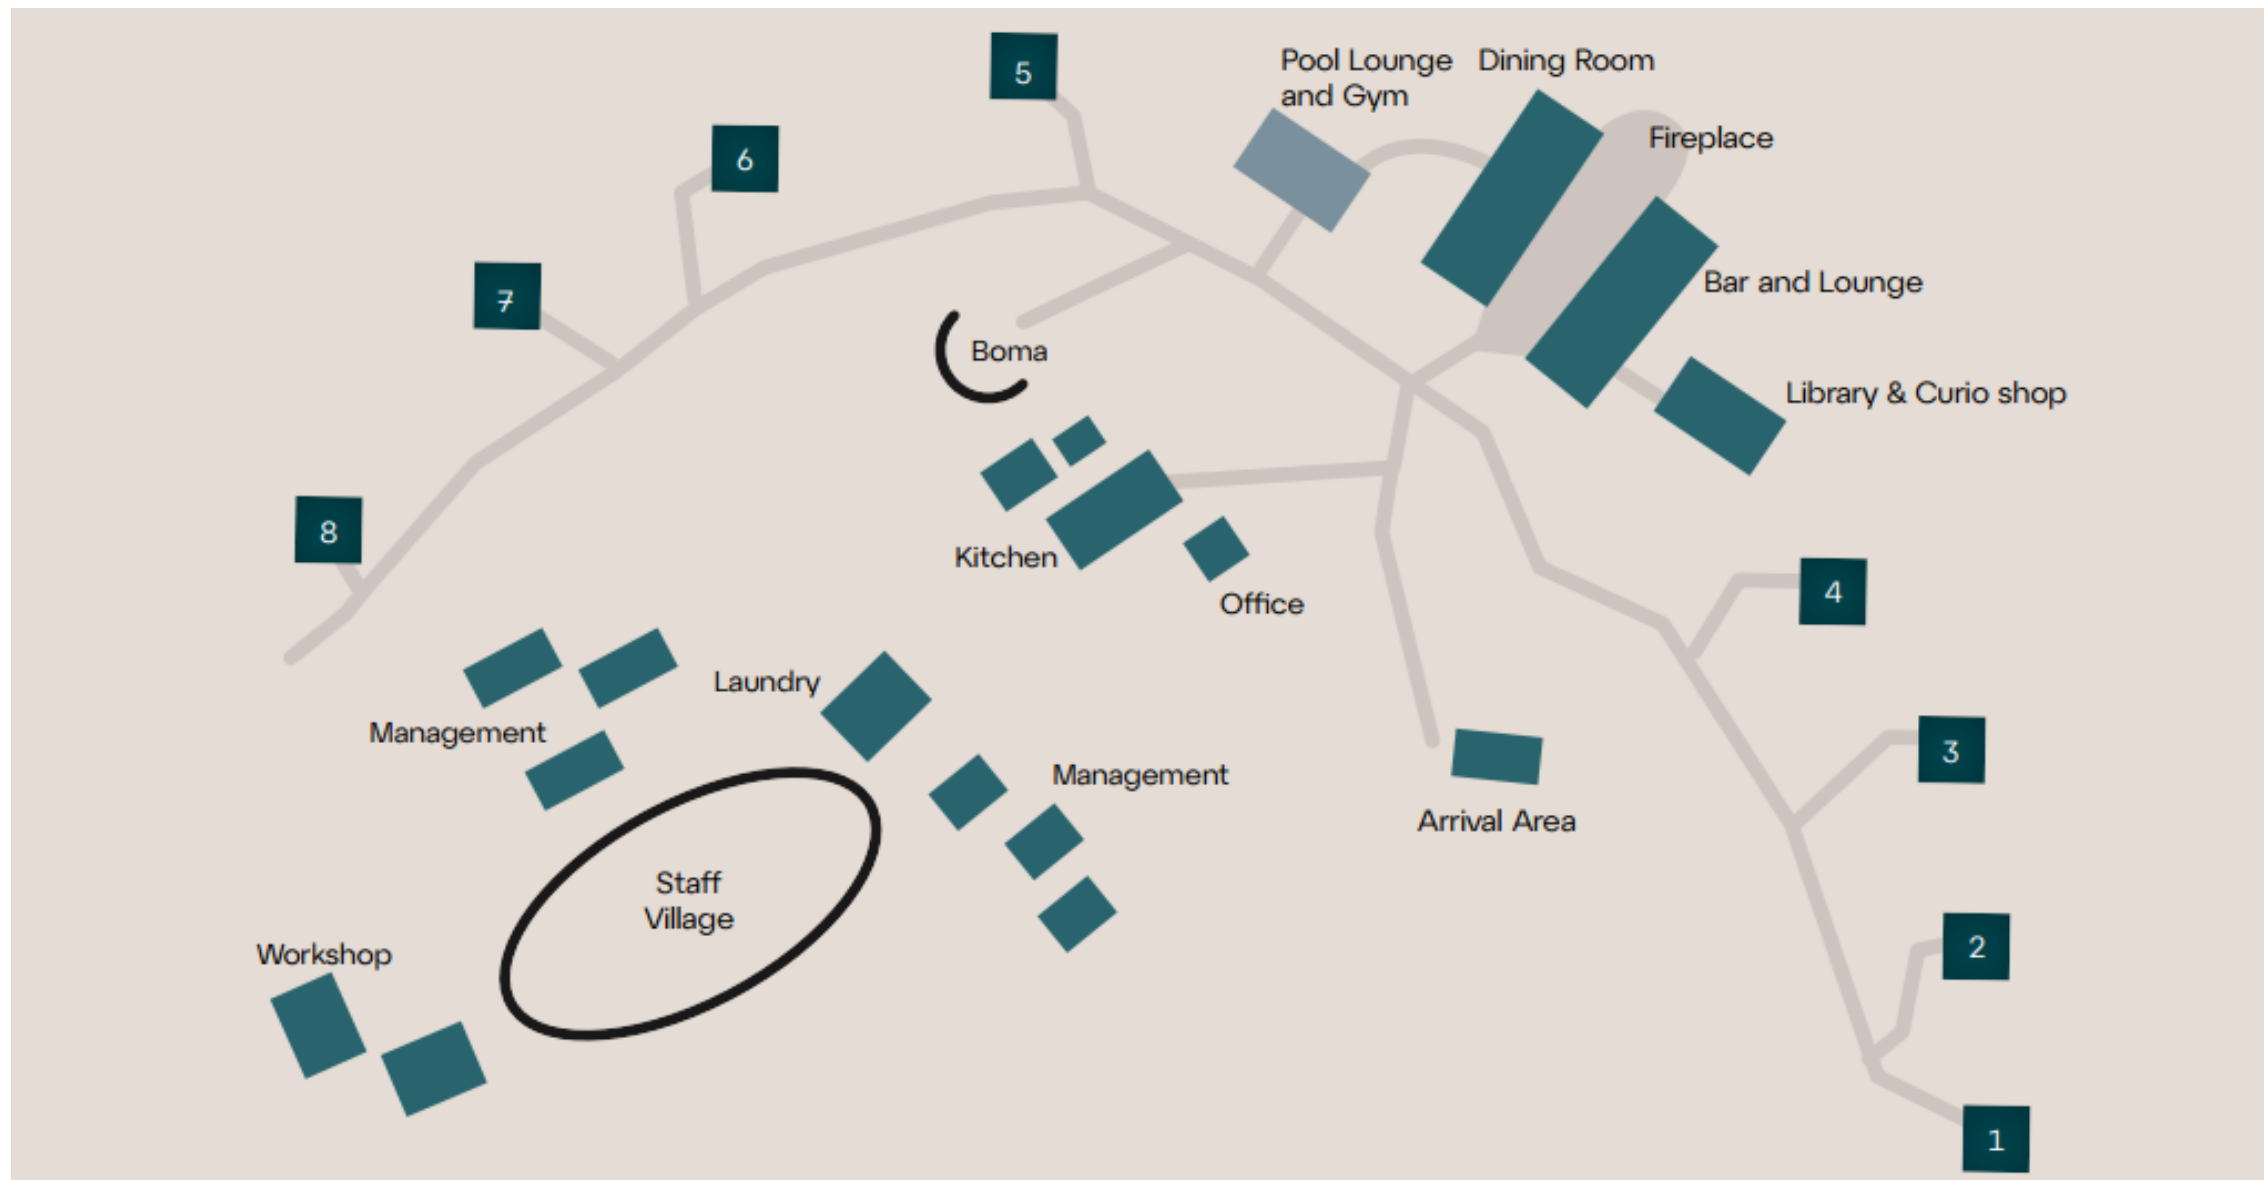 5
Pool Lounge
and Gym
Dining Room
Fireplace
6
7
Bar and Lounge
Boma
Library & Curio shop
8
Kitchen
Office
4
Laundry
Management
3
Management
Arrival Area
Staff
Village
2
Workshop
1